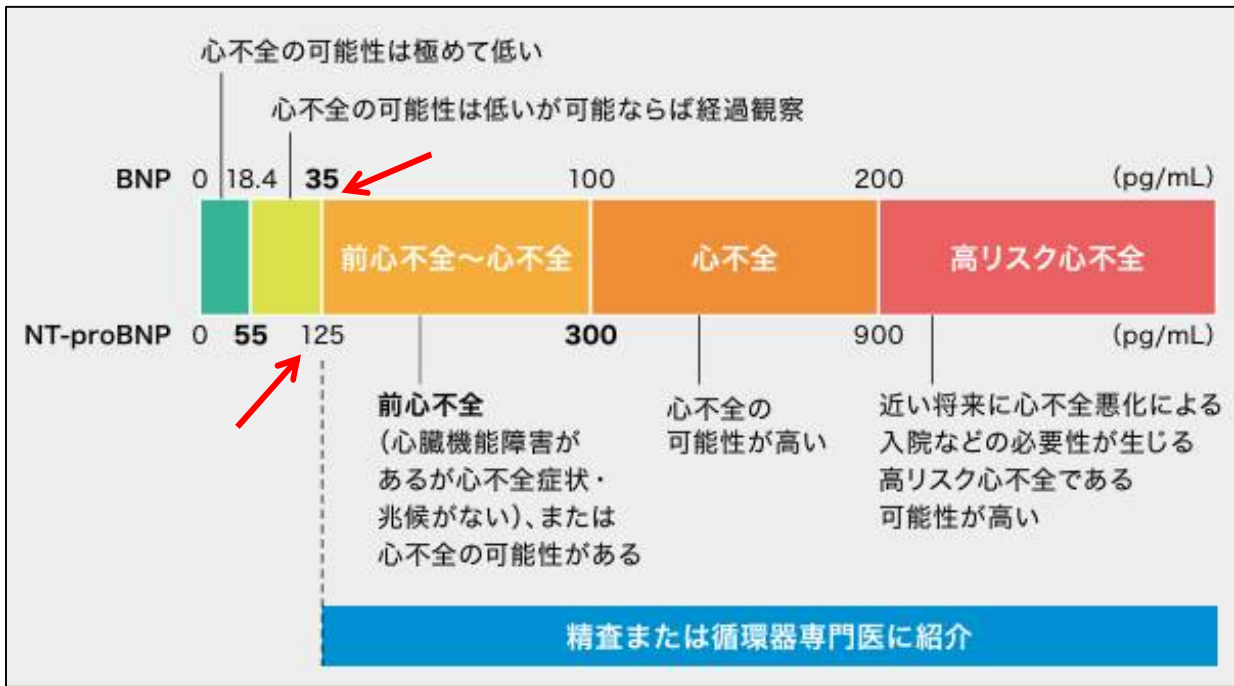 心不全の可能性は極めて低い
心不全の可能性は低いが可能ならば経過観察
BNP 0 18.4 35 100 200 (pg/mL)
前心不全～心不全 心不全 高リスク心不全
NT-proBNP 0 55 125 300 900 (pg/mL)
前心不全
(心臓機能障害が
あるが心不全症状・
兆候がない)、または
心不全の可能性がある
心不全の
可能性が高い
近い将来に心不全悪化による
入院などの必要性が生じる
高リスク心不全である
可能性が高い
精査または循環器専門医に紹介